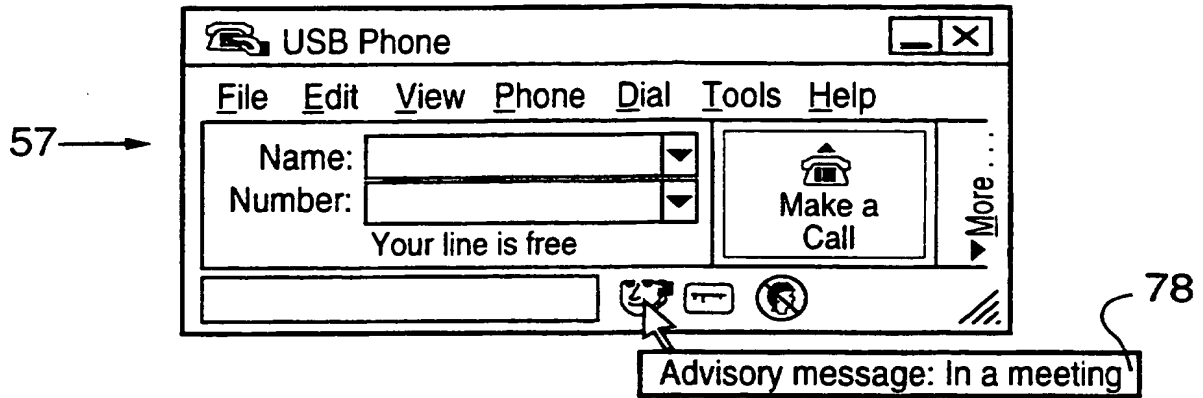 USB Phone
File Edit View Phone Dial Tools Help
57
Name:
Number:
Your line is free
Make a
Call
More ...
78
Advisory message: In a meeting